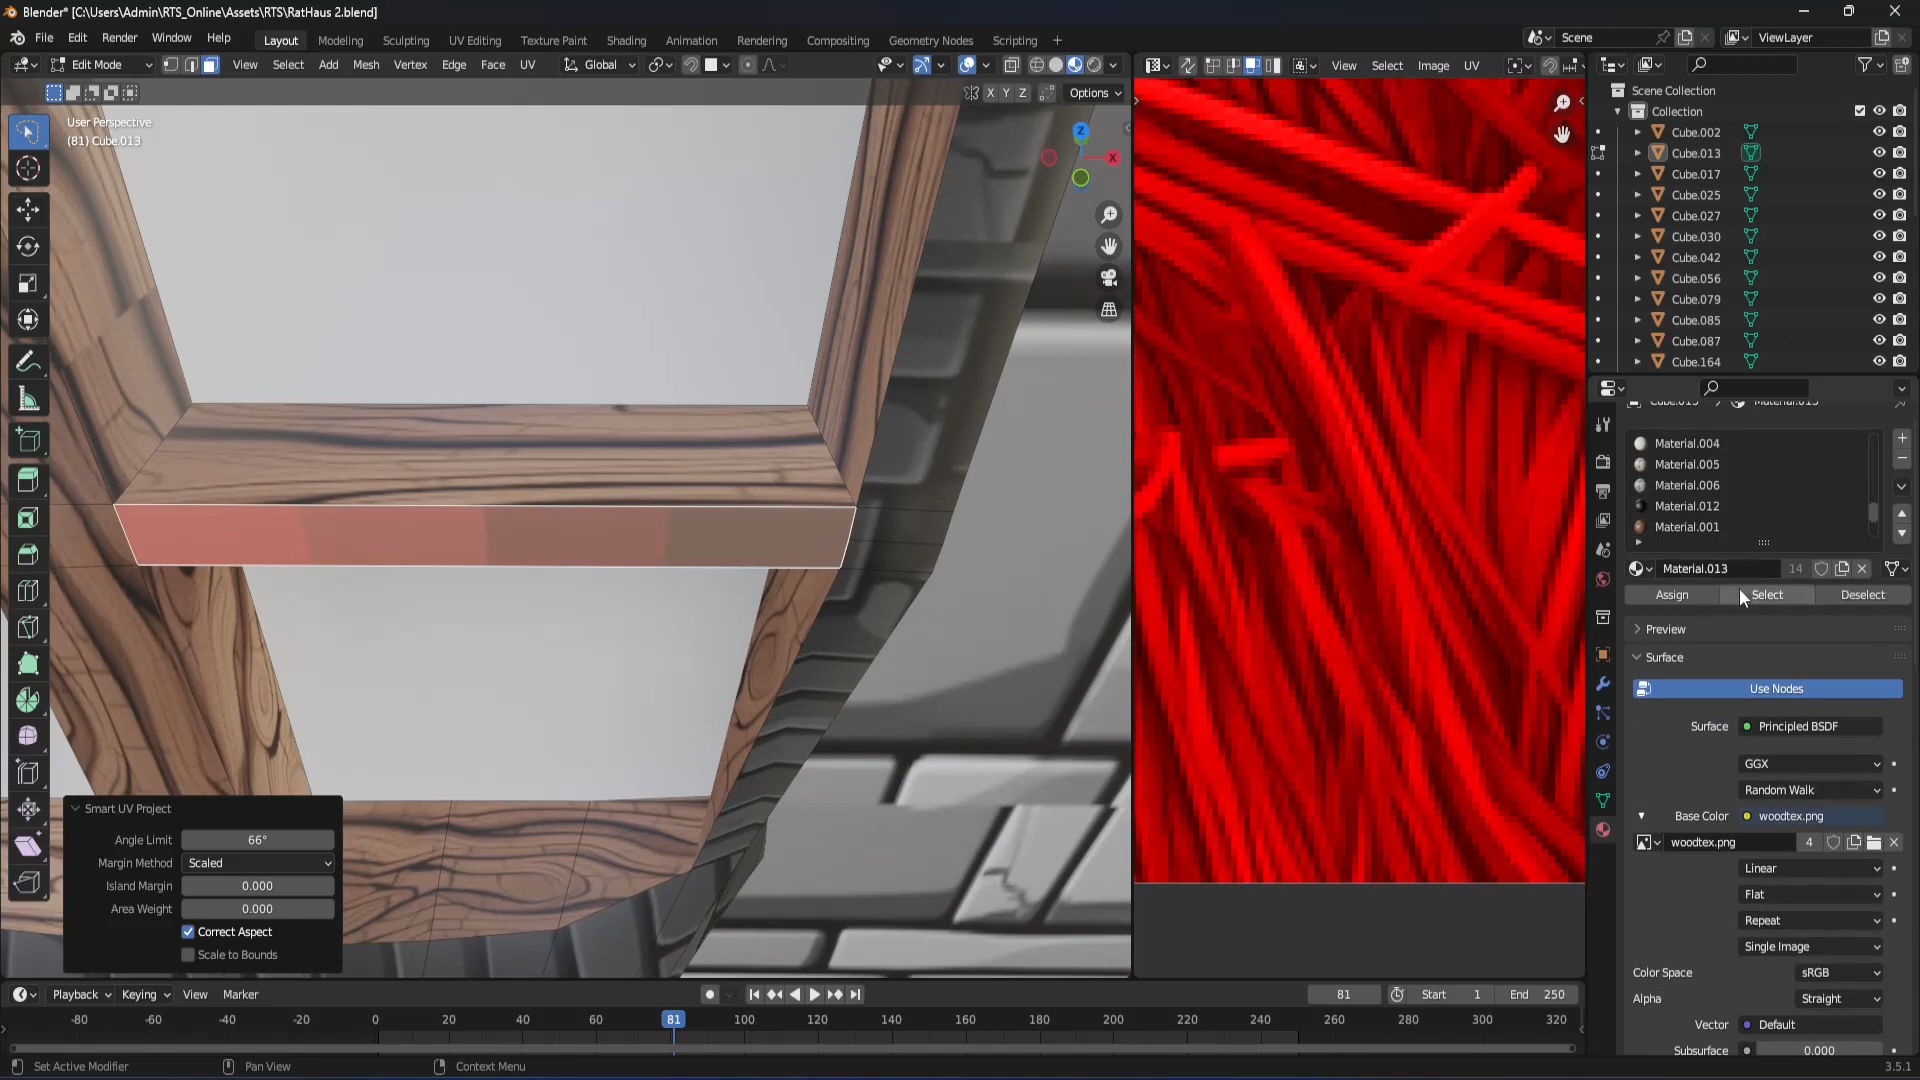 Blender* [C:\Users\Admin\RTS_Online\Assets\RTS\RatHaus 2.blend]
File Edit Render Window Help Layout Modeling Sculpting UV Editing Texture Paint Shading Animation Rendering Compositing Geometry Nodes Scripting + Scene ViewLayer
Edit Mode View Select Add Mesh Vertex Edge Face UV Global View Select Image UV
X Y Z Options
User Perspective
(81) Cube.013
Z
X
Scene Collection
Collection
Cube.002
Cube.013
Cube.017
Cube.025
Cube.027
Cube.030
Cube.042
Cube.056
Cube.079
Cube.085
Cube.087
Cube.164
Material.004
Material.005
Material.006
Material.012
Material.001
Material.013 14
Assign Select Deselect
Preview
Surface
Use Nodes
Surface Principled BSDF
GGX
Random Walk
Base Color woodtex.png
woodtex.png 4
Linear
Flat
Repeat
Single Image
Color Space sRGB
Alpha Straight
Vector Default
Subsurface 0.000
Smart UV Project
Angle Limit 66°
Margin Method Scaled
Island Margin 0.000
Area Weight 0.000
Correct Aspect
Scale to Bounds
Playback Keying View Marker 81 Start 1 End 250
-80 -60 -40 -20 0 20 40 60 81 100 120 140 160 180 200 220 240 260 280 300 320
Set Active Modifier Pan View Context Menu 3.5.1